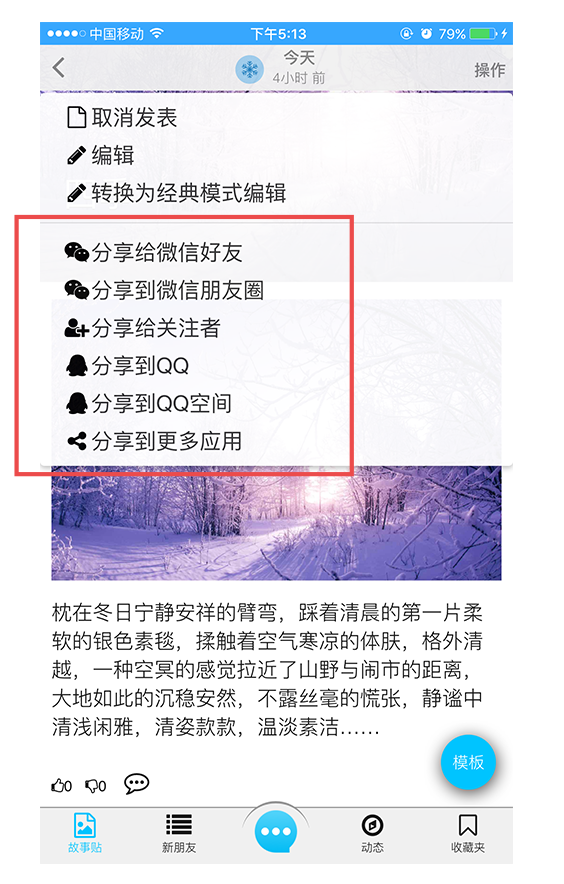 中国移动 下午5:13 79%
今天
4小时 前
操作
取消发表
编辑
转换为经典模式编辑
分享给微信好友
分享到微信朋友圈
分享给关注者
分享到QQ
分享到QQ空间
分享到更多应用
枕在冬日宁静安祥的臂弯，踩着清晨的第一片柔
软的银色素毯，揉触着空气寒凉的体肤，格外清
越，一种空冥的感觉拉近了山野与闹市的距离，
大地如此的沉稳安然，不露丝毫的慌张，静谧中
清浅闲雅，清姿款款，温淡素洁……
模板
0 0
故事贴 新朋友 动态 收藏夹